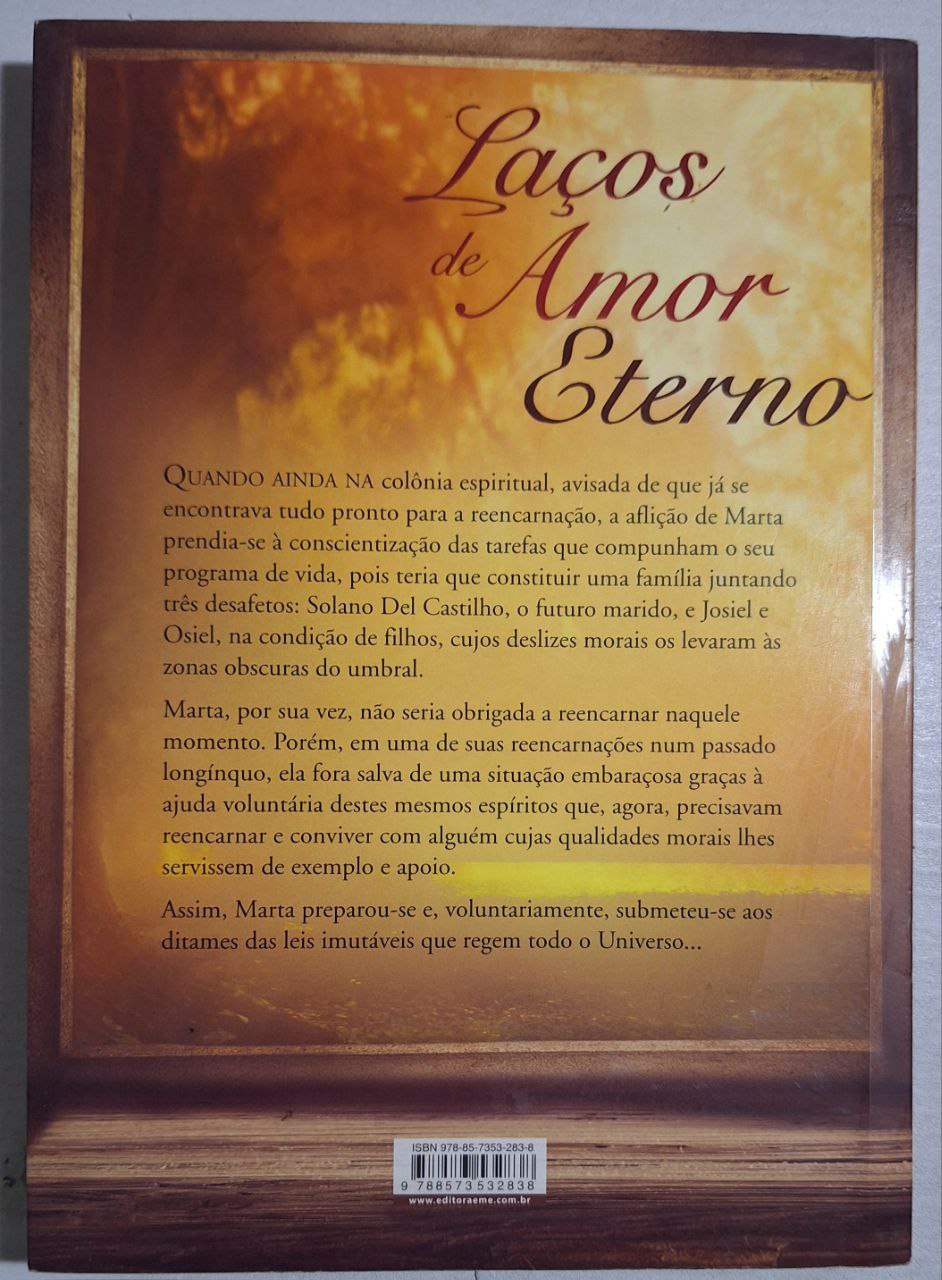 Laços
de Amor
Eterno
QUANDO AINDA NA colônia espiritual, avisada de que já se
encontrava tudo pronto para a reencarnação, a aflição de Marta
prendia-se à conscientização das tarefas que compunham o seu
programa de vida, pois teria que constituir uma família juntando
três desafetos: Solano Del Castilho, o futuro marido, e Josiel e
Osiel, na condição de filhos, cujos deslizes morais os levaram às
zonas obscuras do umbral.
Marta, por sua vez, não seria obrigada a reencarnar naquele
momento. Porém, em uma de suas reencarnações num passado
longínquo, ela fora salva de uma situação embaraçosa graças à
ajuda voluntária destes mesmos espíritos que, agora, precisavam
reencarnar e conviver com alguém cujas qualidades morais lhes
servissem de exemplo e apoio.
Assim, Marta preparou-se e, voluntariamente, submeteu-se aos
ditames das leis imutáveis que regem todo o Universo...
ISBN 978-85-7353-283-8
9 788573 532838
www.editoraeme.com.br